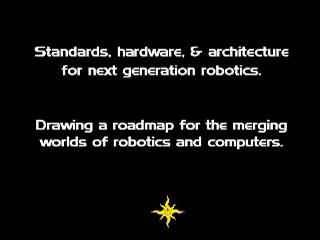 Standards, hardware, & architecture
for next generation robotics.
Drawing a roadmap for the merging
worlds of robotics and computers.